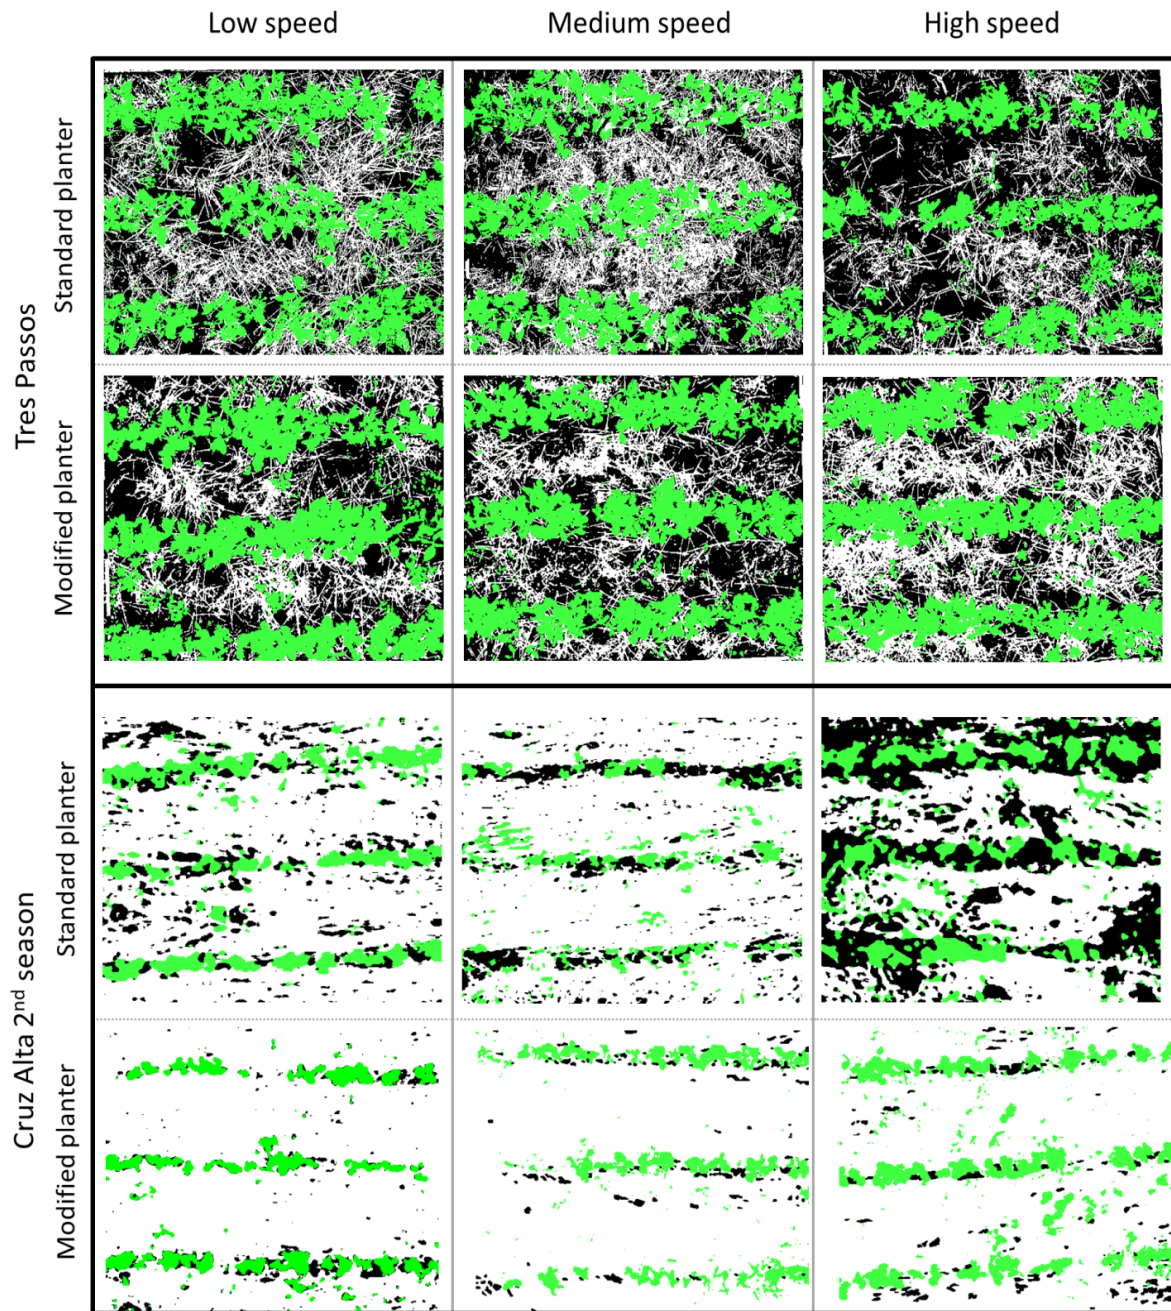 Low speed
Medium speed
High speed
Tres Passos
Standard planter
Modified planter
Cruz Alta 2nd season
Standard planter
Modified planter